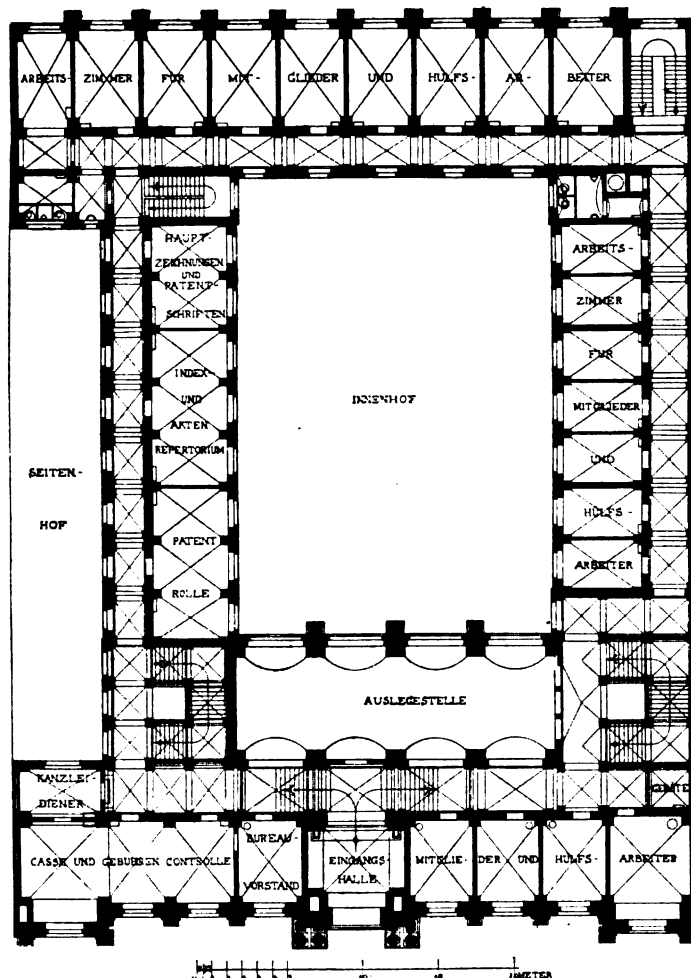 ARBEITS- ZIMMER FÜR MIT- GLIEDER UND HÜLFS- AR- BEITER
HAUPT-
ZEICHNUNGEN
UND
PATENT-
SCHRIFTEN
INDEX-
UND
AKTEN
REPERTORIUM
PATENT
ROLLE
INNENHOF
ARBEITS-
ZIMMER
FÜR
MITGLIEDER
UND
HÜLFS-
ARBEITER
SEITEN-
HOF
AUSLEGESTELLE
KANZLEI-
DIENER
CASSE UND GEBÜHREN CONTROLLE
BUREAU-
VORSTAND
EINGANGS
HALLE
MITGLIE- DER UND HÜLFS- ARBEITER
10 METER